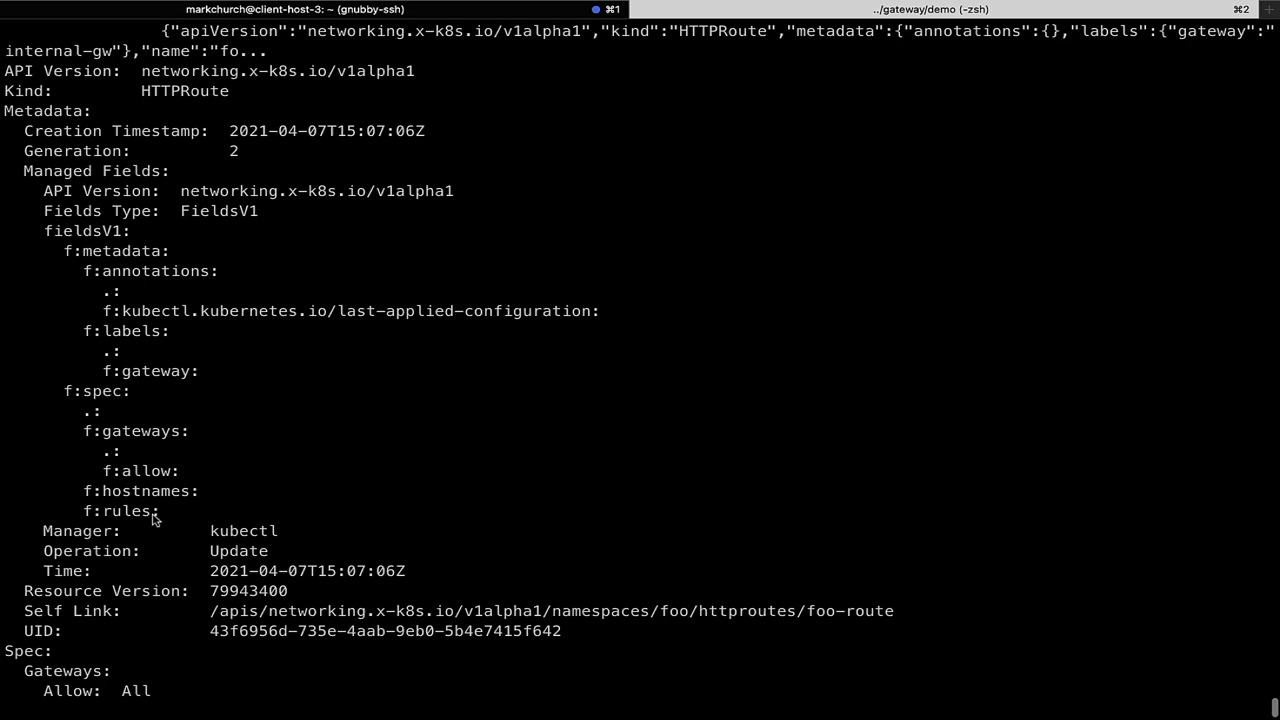 markchurch@client-host-3: ~ (gnubby-ssh) ⌘1 ../gateway/demo (-zsh) ⌘2 +
{"apiVersion":"networking.x-k8s.io/v1alpha1","kind":"HTTPRoute","metadata":{"annotations":{},"labels":{"gateway":"
internal-gw"},"name":"fo...
API Version:  networking.x-k8s.io/v1alpha1
Kind:         HTTPRoute
Metadata:
  Creation Timestamp:  2021-04-07T15:07:06Z
  Generation:          2
  Managed Fields:
    API Version:  networking.x-k8s.io/v1alpha1
    Fields Type:  FieldsV1
    fieldsV1:
      f:metadata:
        f:annotations:
          .:
          f:kubectl.kubernetes.io/last-applied-configuration:
        f:labels:
          .:
          f:gateway:
      f:spec:
        .:
        f:gateways:
          .:
          f:allow:
        f:hostnames:
        f:rules:
    Manager:         kubectl
    Operation:       Update
    Time:            2021-04-07T15:07:06Z
  Resource Version:  79943400
  Self Link:         /apis/networking.x-k8s.io/v1alpha1/namespaces/foo/httproutes/foo-route
  UID:               43f6956d-735e-4aab-9eb0-5b4e7415f642
Spec:
  Gateways:
    Allow:  All